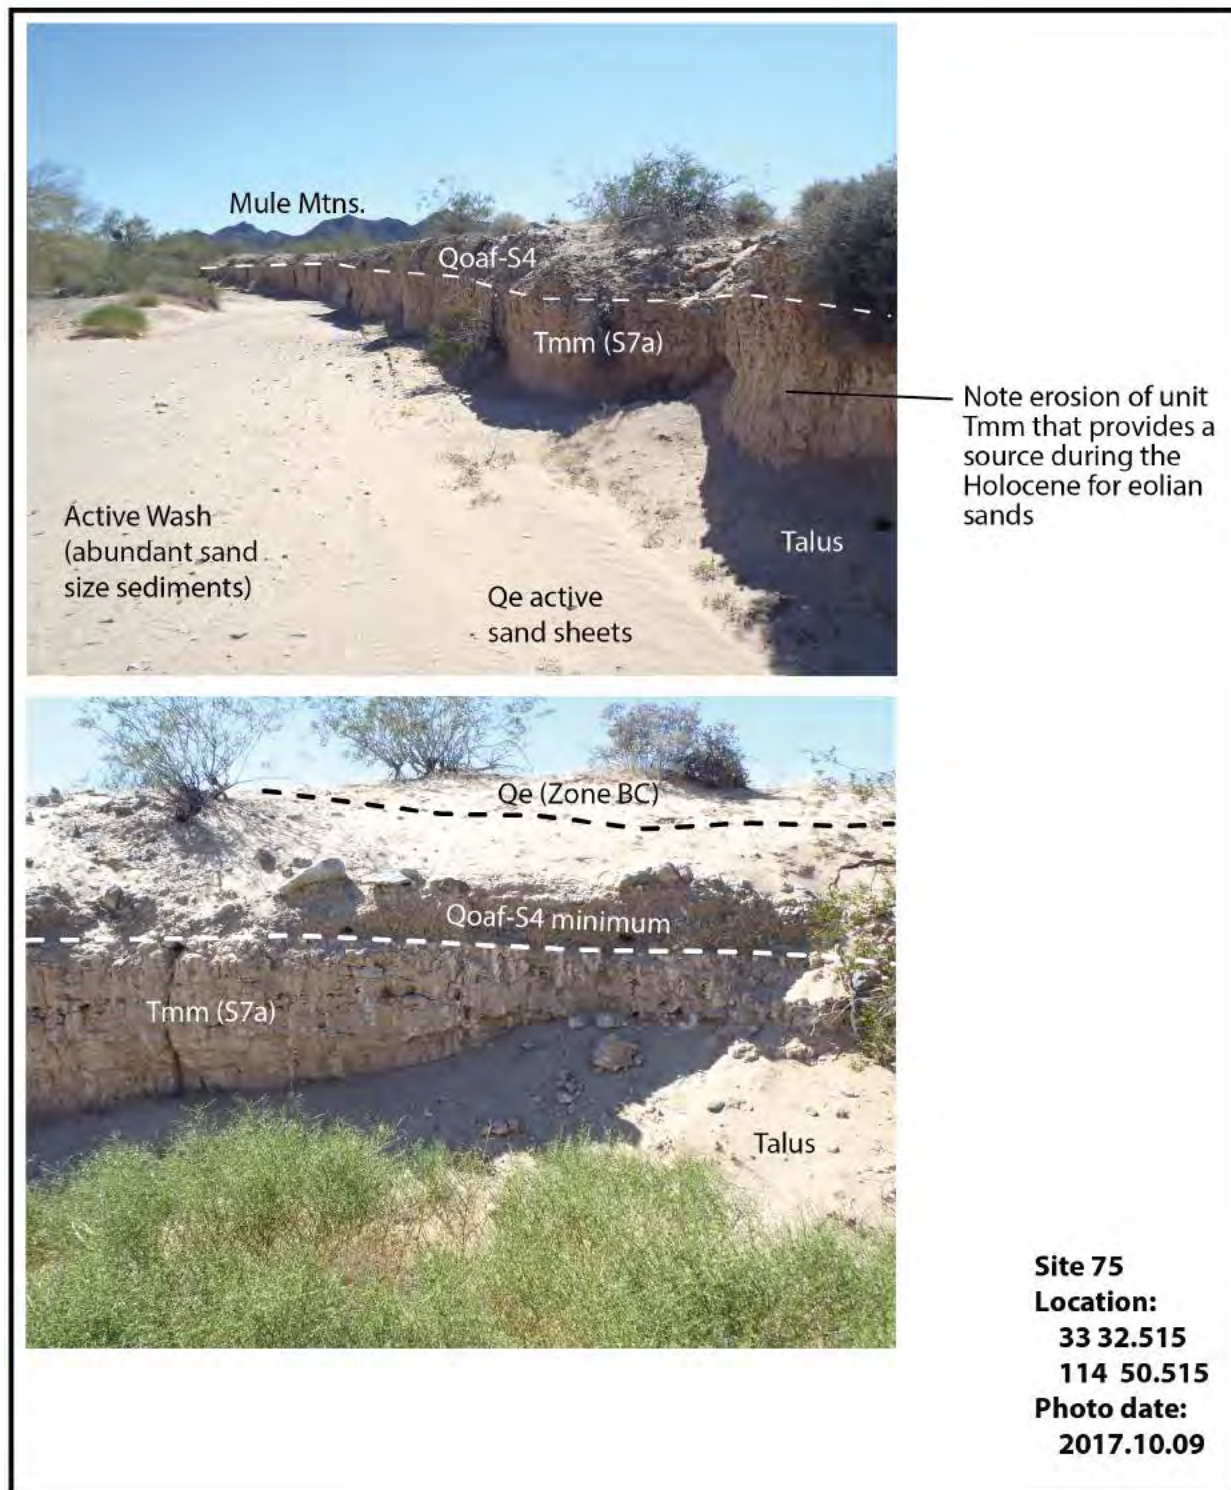 Mule Mtns.
Qoaf-S4
Tmm (S7a)
Note erosion of unit
Tmm that provides a
source during the
Holocene for eolian
sands
Active Wash
(abundant sand
size sediments)
Talus
Qe active
sand sheets
Qe (Zone BC)
Qoaf-S4 minimum
Tmm (S7a)
Talus
Site 75
Location:
33 32.515
114 50.515
Photo date:
2017.10.09